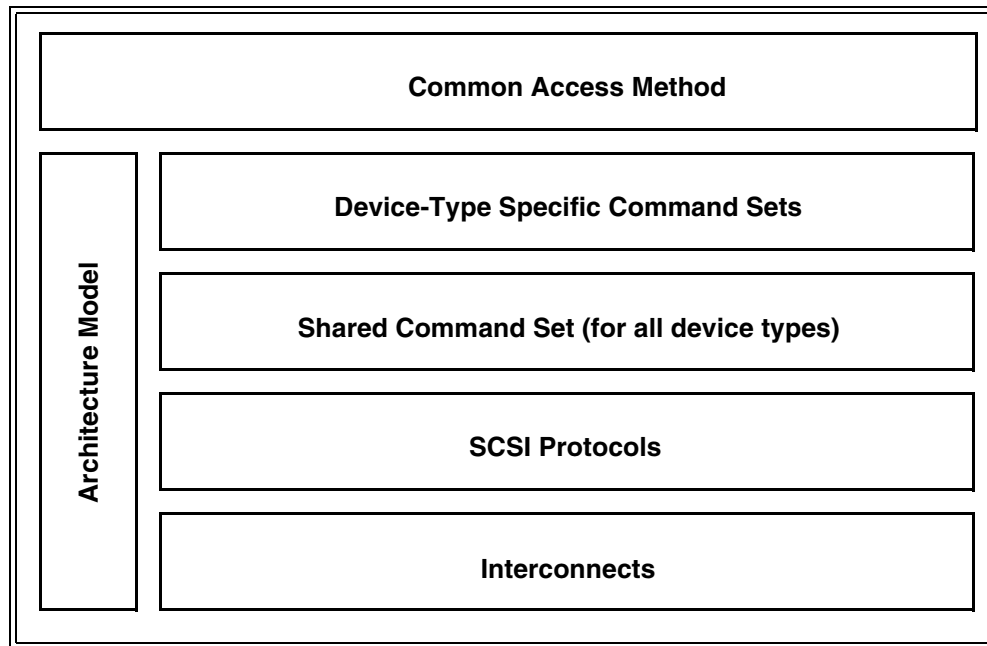 Common Access Method
Architecture Model
Device-Type Specific Command Sets
Shared Command Set (for all device types)
SCSI Protocols
Interconnects